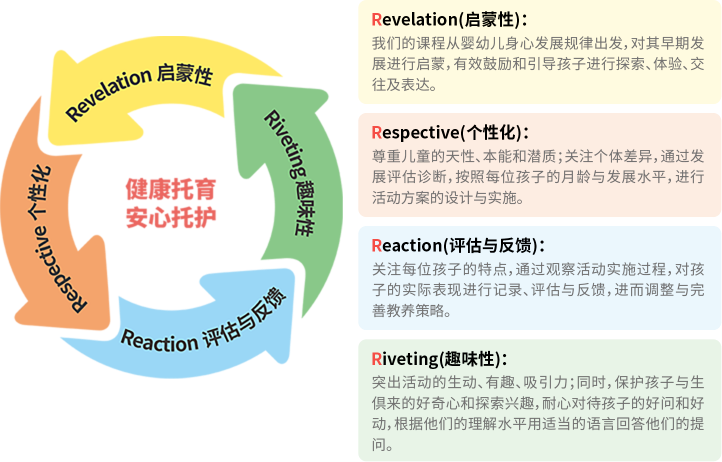 Revelation 启蒙性
Respective 个性化
Reaction 评估与反馈
Riveting 趣味性
健康托育
安心托护
Revelation(启蒙性)：
我们的课程从婴幼儿身心发展规律出发，对其早期发
展进行启蒙，有效鼓励和引导孩子进行探索、体验、交
往及表达。
Respective(个性化)：
尊重儿童的天性、本能和潜质；关注个体差异，通过发
展评估诊断，按照每位孩子的月龄与发展水平，进行
活动方案的设计与实施。
Reaction(评估与反馈)：
关注每位孩子的特点，通过观察活动实施过程，对孩
子的实际表现进行记录、评估与反馈，进而调整与完
善教养策略。
Riveting(趣味性)：
突出活动的生动、有趣、吸引力；同时，保护孩子与生
俱来的好奇心和探索兴趣，耐心对待孩子的好问和好
动，根据他们的理解水平用适当的语言回答他们的提
问。